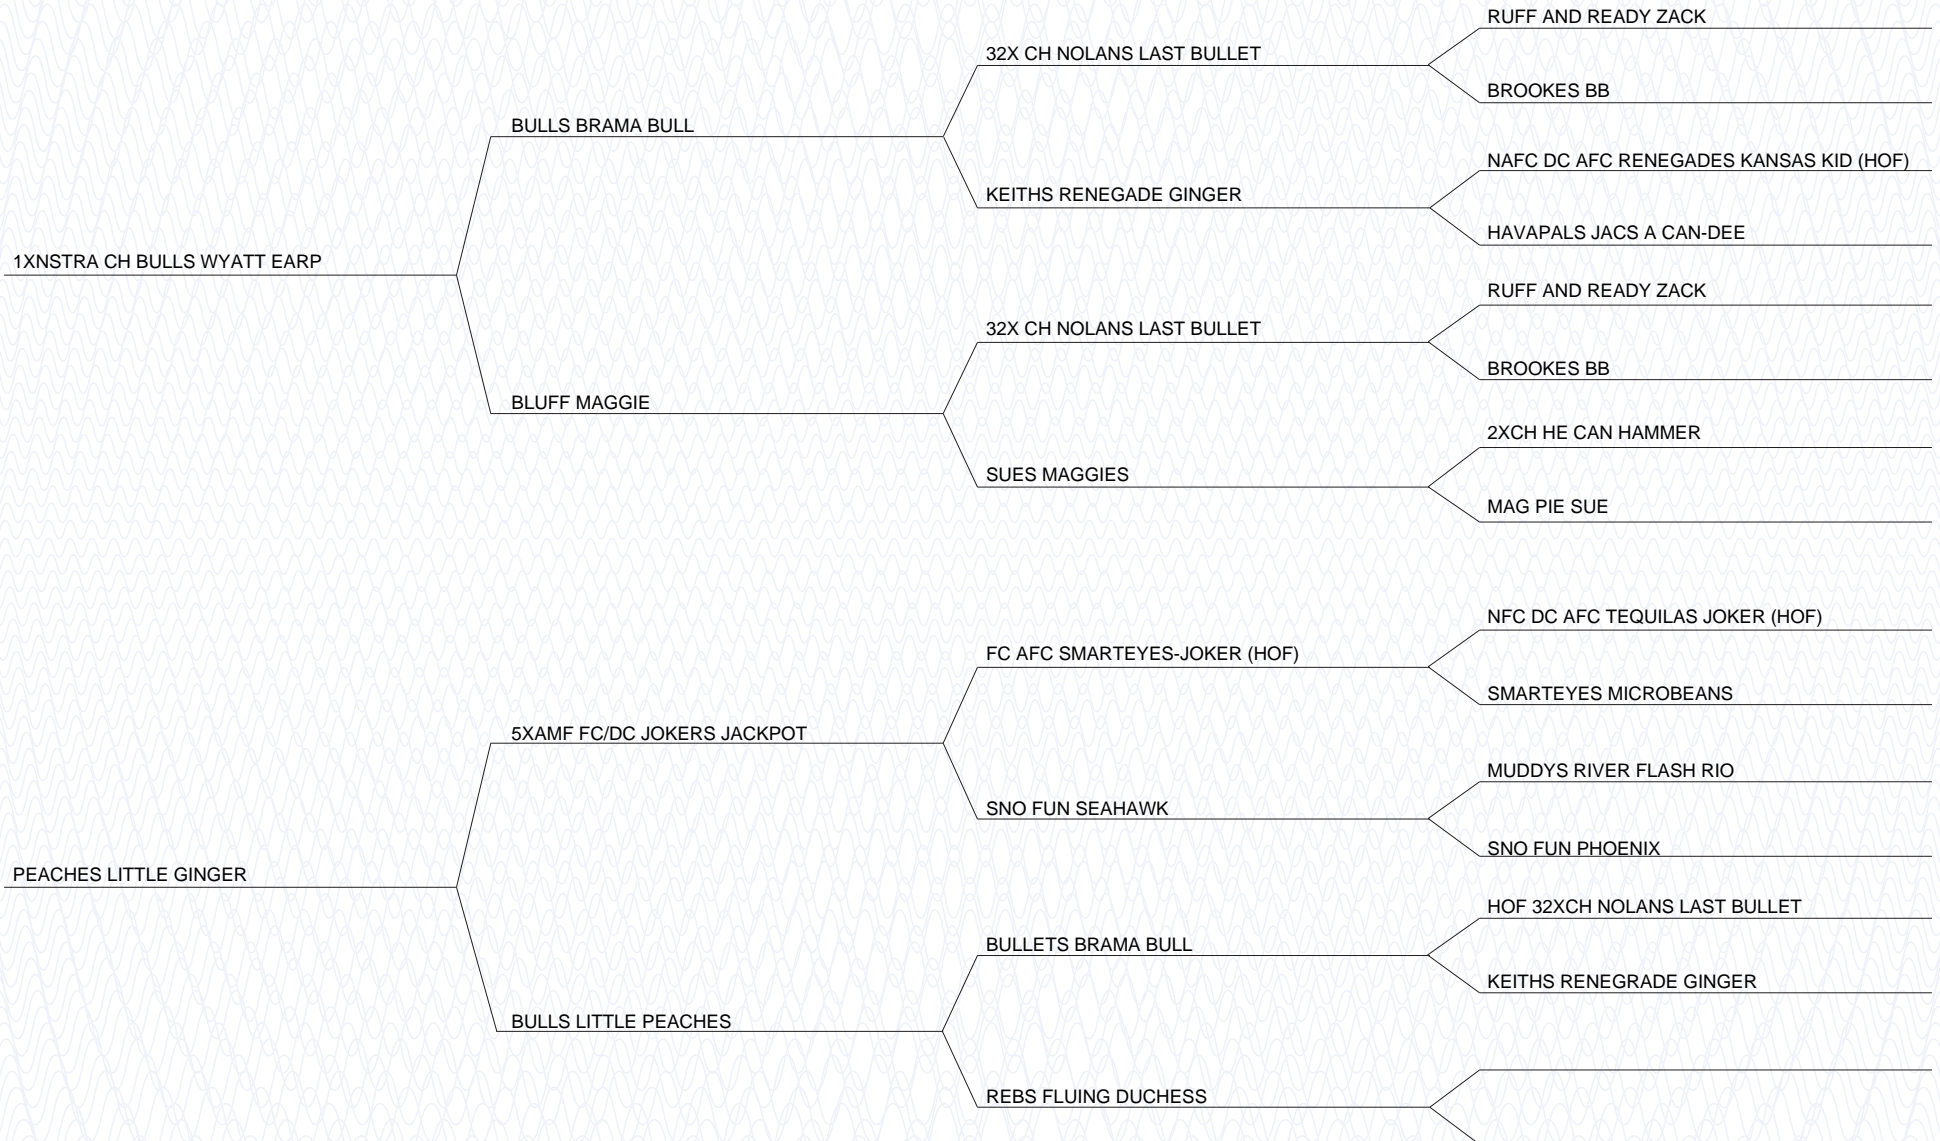 RUFF AND READY ZACK
32X CH NOLANS LAST BULLET
BROOKES BB
BULLS BRAMA BULL
NAFC DC AFC RENEGADES KANSAS KID (HOF)
KEITHS RENEGADE GINGER
HAVAPALS JACS A CAN-DEE
1XNSTRA CH BULLS WYATT EARP
RUFF AND READY ZACK
32X CH NOLANS LAST BULLET
BROOKES BB
BLUFF MAGGIE
2XCH HE CAN HAMMER
SUES MAGGIES
MAG PIE SUE
NFC DC AFC TEQUILAS JOKER (HOF)
FC AFC SMARTEYES-JOKER (HOF)
SMARTEYES MICROBEANS
5XAMF FC/DC JOKERS JACKPOT
MUDDYS RIVER FLASH RIO
SNO FUN SEAHAWK
SNO FUN PHOENIX
PEACHES LITTLE GINGER
HOF 32XCH NOLANS LAST BULLET
BULLETS BRAMA BULL
KEITHS RENEGRADE GINGER
BULLS LITTLE PEACHES
REBS FLUING DUCHESS